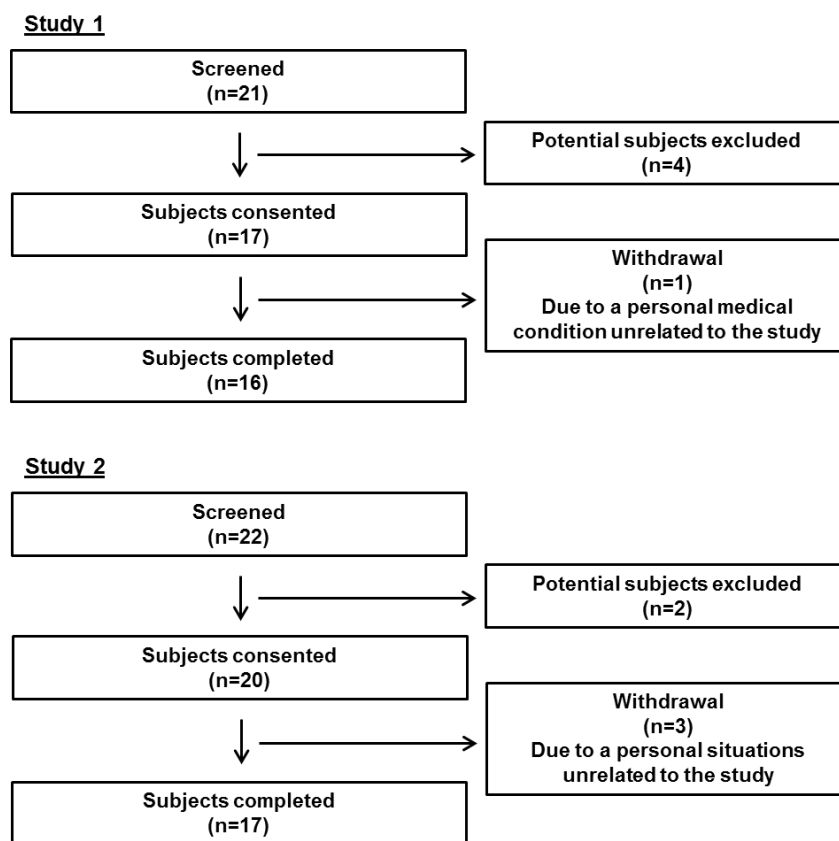 Study 1
Screened
(n=21)
Potential subjects excluded
(n=4)
Subjects consented
(n=17)
Withdrawal
(n=1)
Due to a personal medical
condition unrelated to the study
Subjects completed
(n=16)
Study 2
Screened
(n=22)
Potential subjects excluded
(n=2)
Subjects consented
(n=20)
Withdrawal
(n=3)
Due to a personal situations
unrelated to the study
Subjects completed
(n=17)